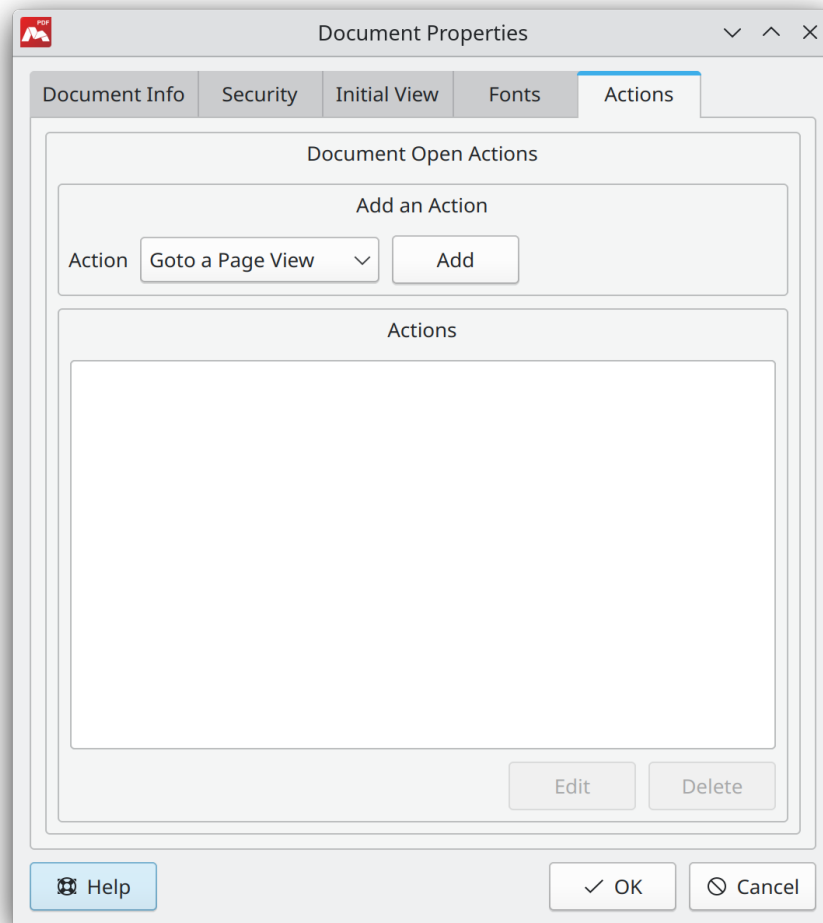 PDF
Document Properties
Document Info Security Initial View Fonts Actions
Document Open Actions
Add an Action
Action Goto a Page View Add
Actions
Edit Delete
Help OK Cancel